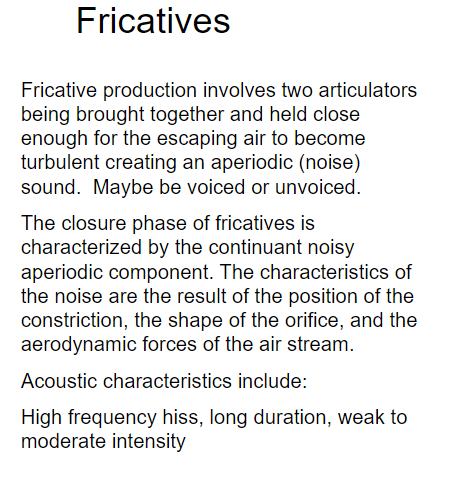 Fricatives
Fricative production involves two articulators
being brought together and held close
enough for the escaping air to become
turbulent creating an aperiodic (noise)
sound.  Maybe be voiced or unvoiced.
The closure phase of fricatives is
characterized by the continuant noisy
aperiodic component. The characteristics of
the noise are the result of the position of the
constriction, the shape of the orifice, and the
aerodynamic forces of the air stream.
Acoustic characteristics include:
High frequency hiss, long duration, weak to
moderate intensity